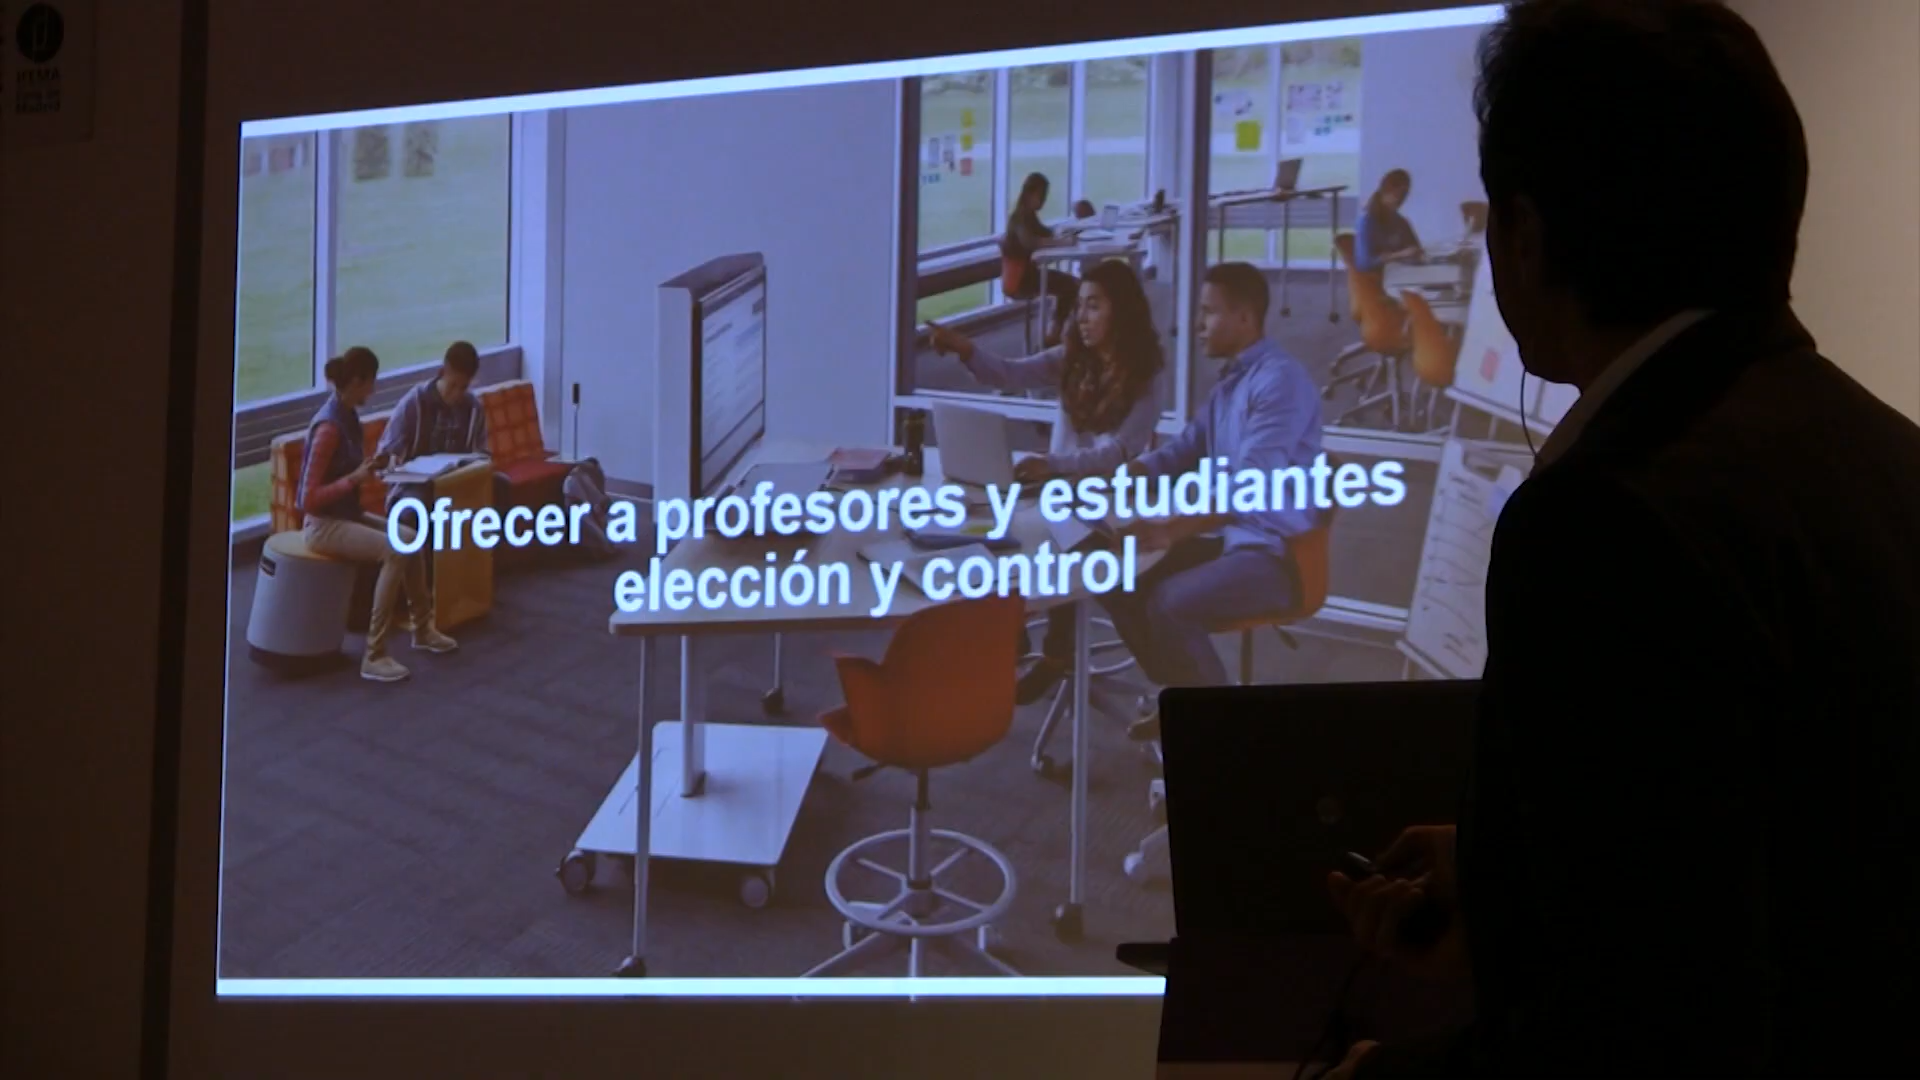 Ofrecer a profesores y estudiantes
elección y control